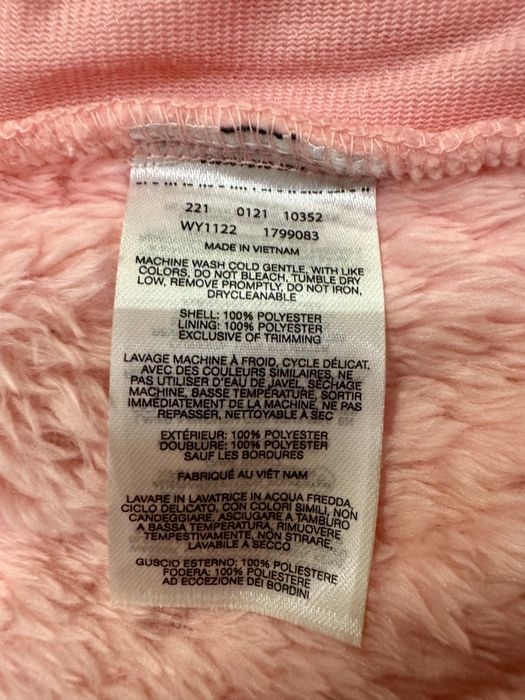 221 0121 10352
WY1122 1799083
MADE IN VIETNAM
MACHINE WASH COLD GENTLE, WITH LIKE
COLORS, DO NOT BLEACH, TUMBLE DRY
LOW, REMOVE PROMPTLY, DO NOT IRON,
DRYCLEANABLE
SHELL: 100% POLYESTER
LINING: 100% POLYESTER
EXCLUSIVE OF TRIMMING
LAVAGE MACHINE À FROID, CYCLE DÉLICAT,
AVEC DES COULEURS SIMILAIRES, NE
PAS UTILISER D'EAU DE JAVEL, SÉCHAGE
MACHINE, BASSE TEMPÉRATURE, SORTIR
IMMÉDIATEMENT DE LA MACHINE, NE PAS
REPASSER, NETTOYABLE À SEC
EXTÉRIEUR: 100% POLYESTER
DOUBLURE: 100% POLYESTER
SAUF LES BORDURES
FABRIQUÉ AU VIÊT NAM
LAVARE IN LAVATRICE IN ACQUA FREDDA,
CICLO DELICATO, CON COLORI SIMILI, NON
CANDEGGIARE, ASCIUGARE A TAMBURO
A BASSA TEMPERATURA, RIMUOVERE
TEMPESTIVAMENTE, NON STIRARE,
LAVABILE A SECCO
GUSCIO ESTERNO: 100% POLIESTERE
FODERA: 100% POLIESTERE
AD ECCEZIONE DEI BORDINI